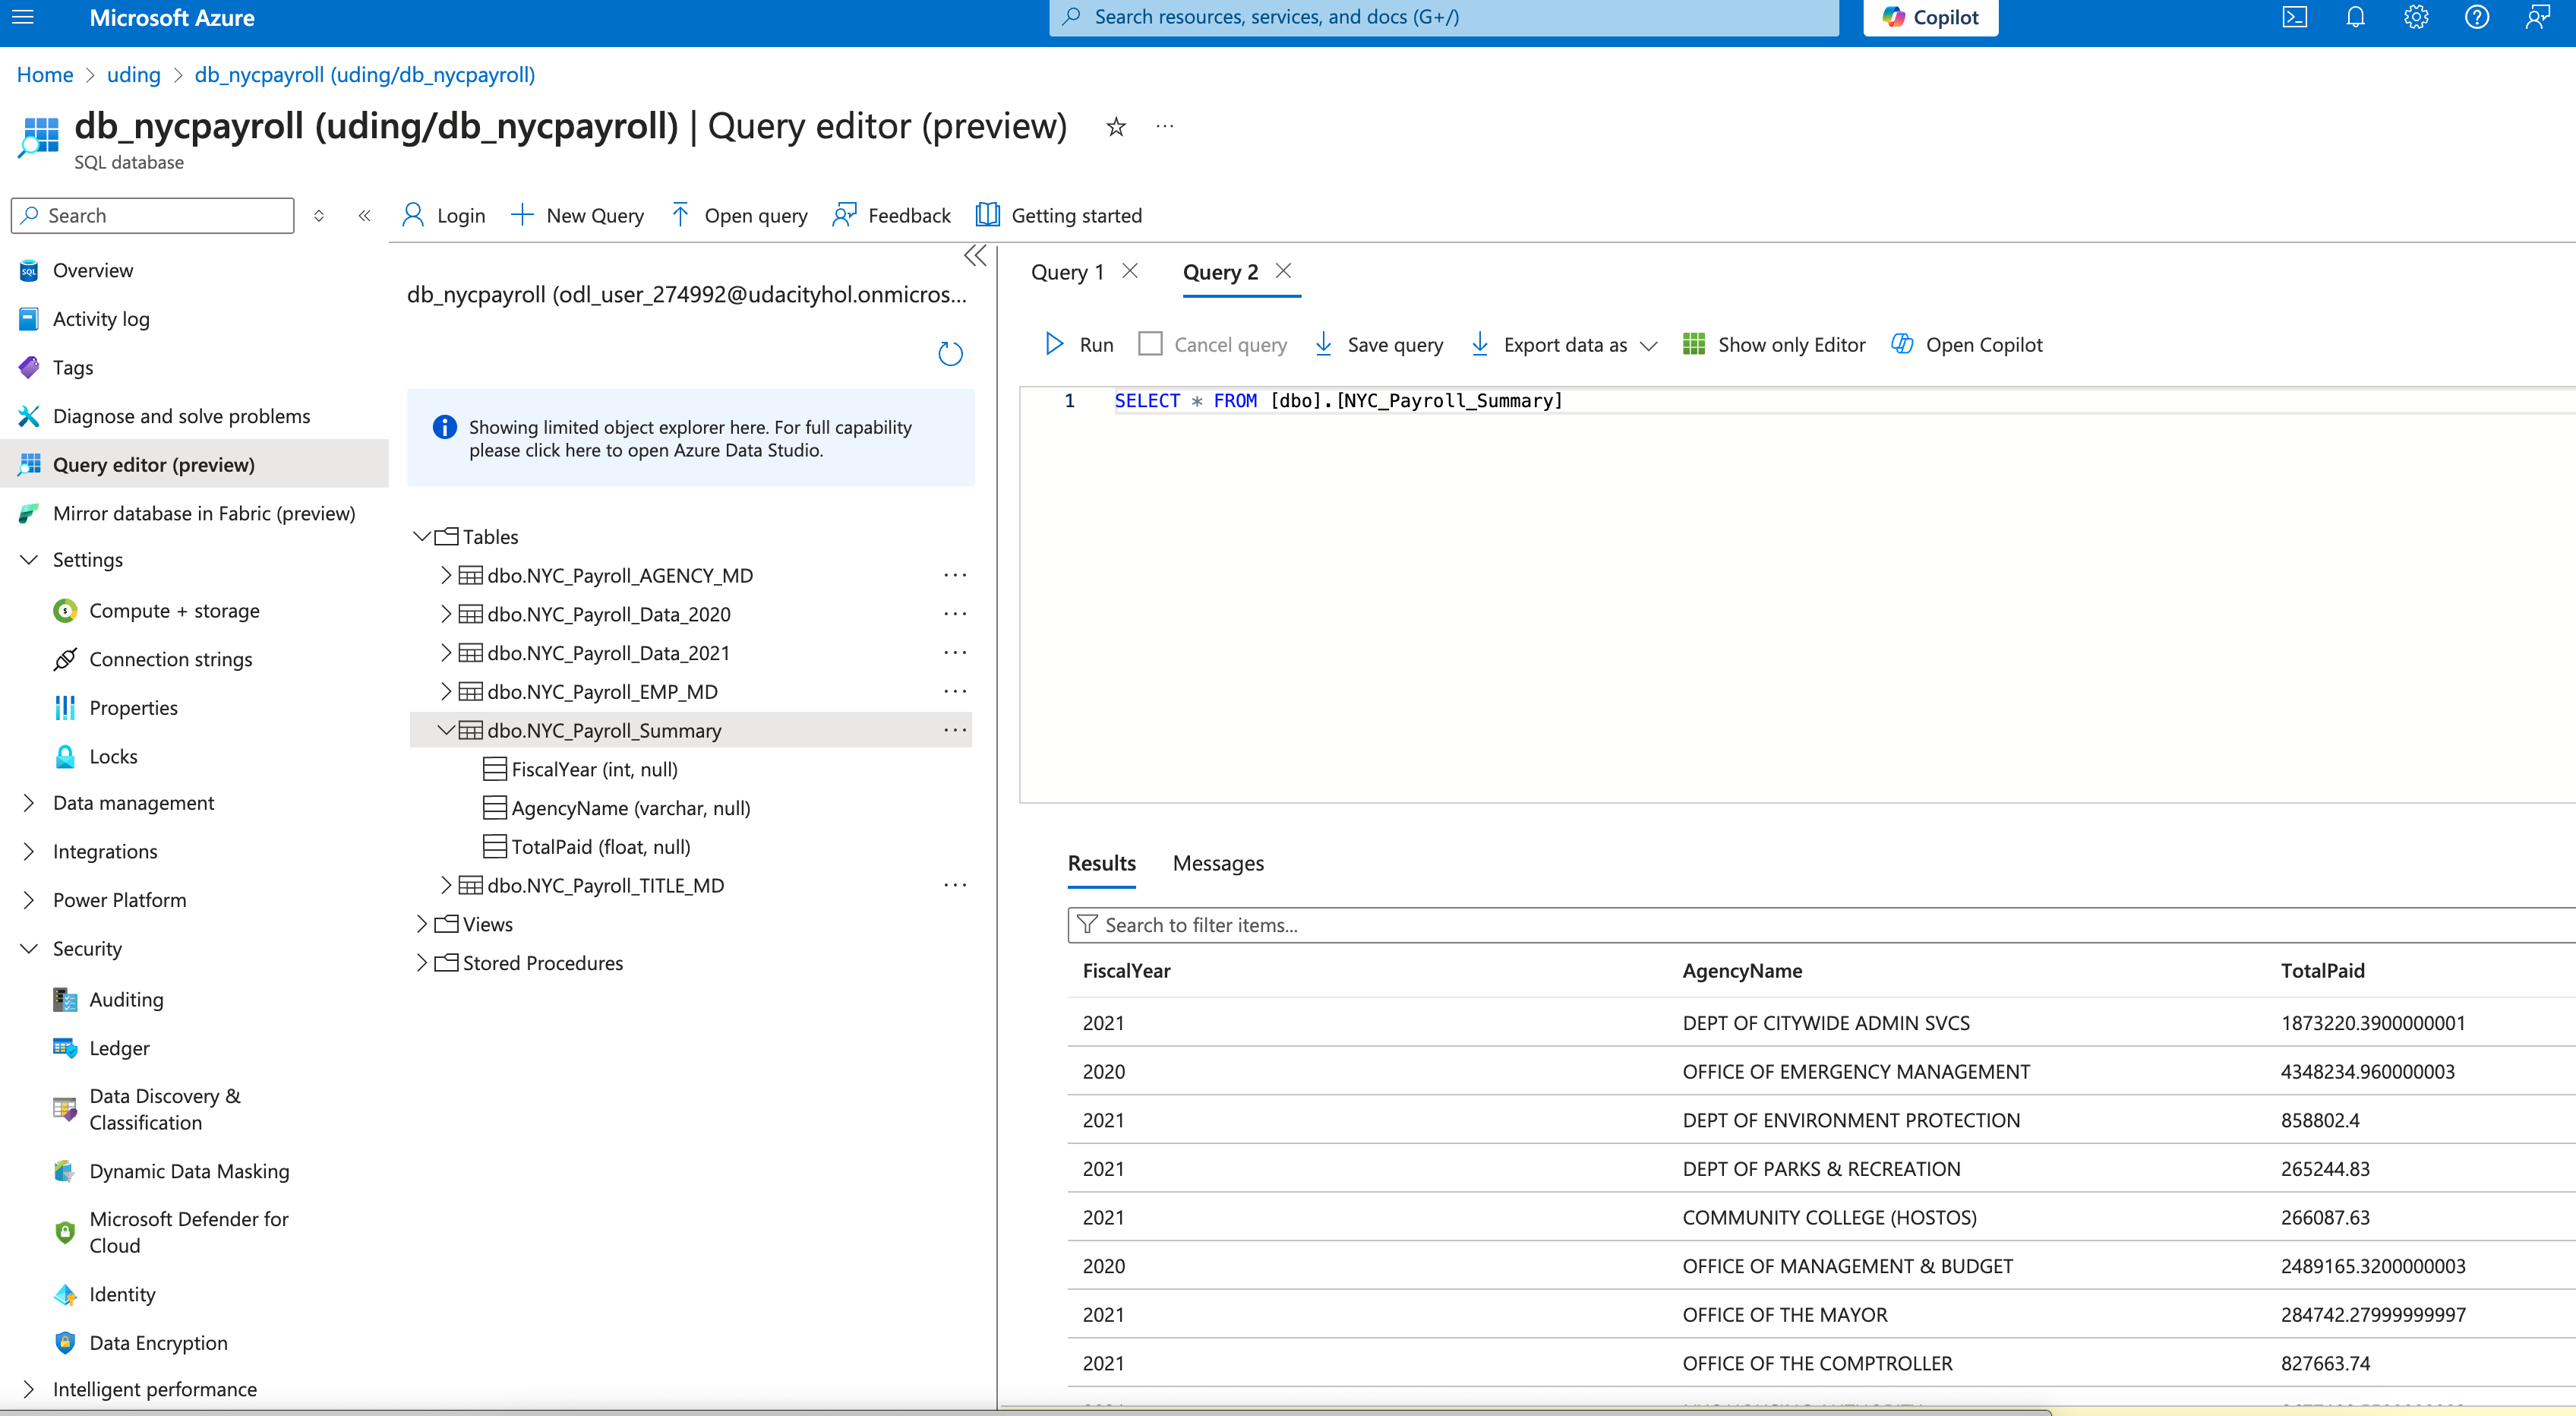 Microsoft Azure
Search resources, services, and docs (G+/)
Copilot
Home > uding > db_nycpayroll (uding/db_nycpayroll)
db_nycpayroll (uding/db_nycpayroll) | Query editor (preview)
SQL database
Search
Login
New Query
Open query
Feedback
Getting started
Overview
Activity log
Tags
Diagnose and solve problems
Query editor (preview)
Mirror database in Fabric (preview)
Settings
Compute + storage
Connection strings
Properties
Locks
Data management
Integrations
Power Platform
Security
Auditing
Ledger
Data Discovery &
Classification
Dynamic Data Masking
Microsoft Defender for
Cloud
Identity
Data Encryption
Intelligent performance
db_nycpayroll (odl_user_274992@udacityhol.onmicros...
Showing limited object explorer here. For full capability
please click here to open Azure Data Studio.
Tables
dbo.NYC_Payroll_AGENCY_MD
dbo.NYC_Payroll_Data_2020
dbo.NYC_Payroll_Data_2021
dbo.NYC_Payroll_EMP_MD
dbo.NYC_Payroll_Summary
FiscalYear (int, null)
AgencyName (varchar, null)
TotalPaid (float, null)
dbo.NYC_Payroll_TITLE_MD
Views
Stored Procedures
Query 1
Query 2
Run
Cancel query
Save query
Export data as
Show only Editor
Open Copilot
1 SELECT * FROM [dbo].[NYC_Payroll_Summary]
Results
Messages
Search to filter items...
FiscalYear AgencyName TotalPaid
2021 DEPT OF CITYWIDE ADMIN SVCS 1873220.3900000001
2020 OFFICE OF EMERGENCY MANAGEMENT 4348234.960000003
2021 DEPT OF ENVIRONMENT PROTECTION 858802.4
2021 DEPT OF PARKS & RECREATION 265244.83
2021 COMMUNITY COLLEGE (HOSTOS) 266087.63
2020 OFFICE OF MANAGEMENT & BUDGET 2489165.3200000003
2021 OFFICE OF THE MAYOR 284742.27999999997
2021 OFFICE OF THE COMPTROLLER 827663.74